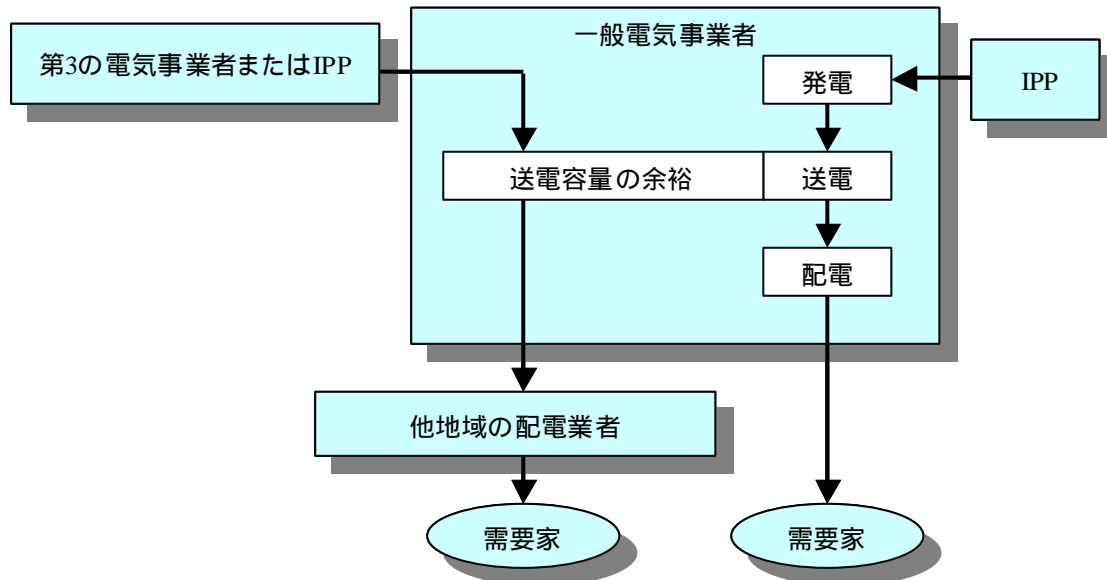 一般電気事業者
第3の電気事業者またはIPP
発電
IPP
送電容量の余裕
送電
配電
他地域の配電業者
需要家
需要家